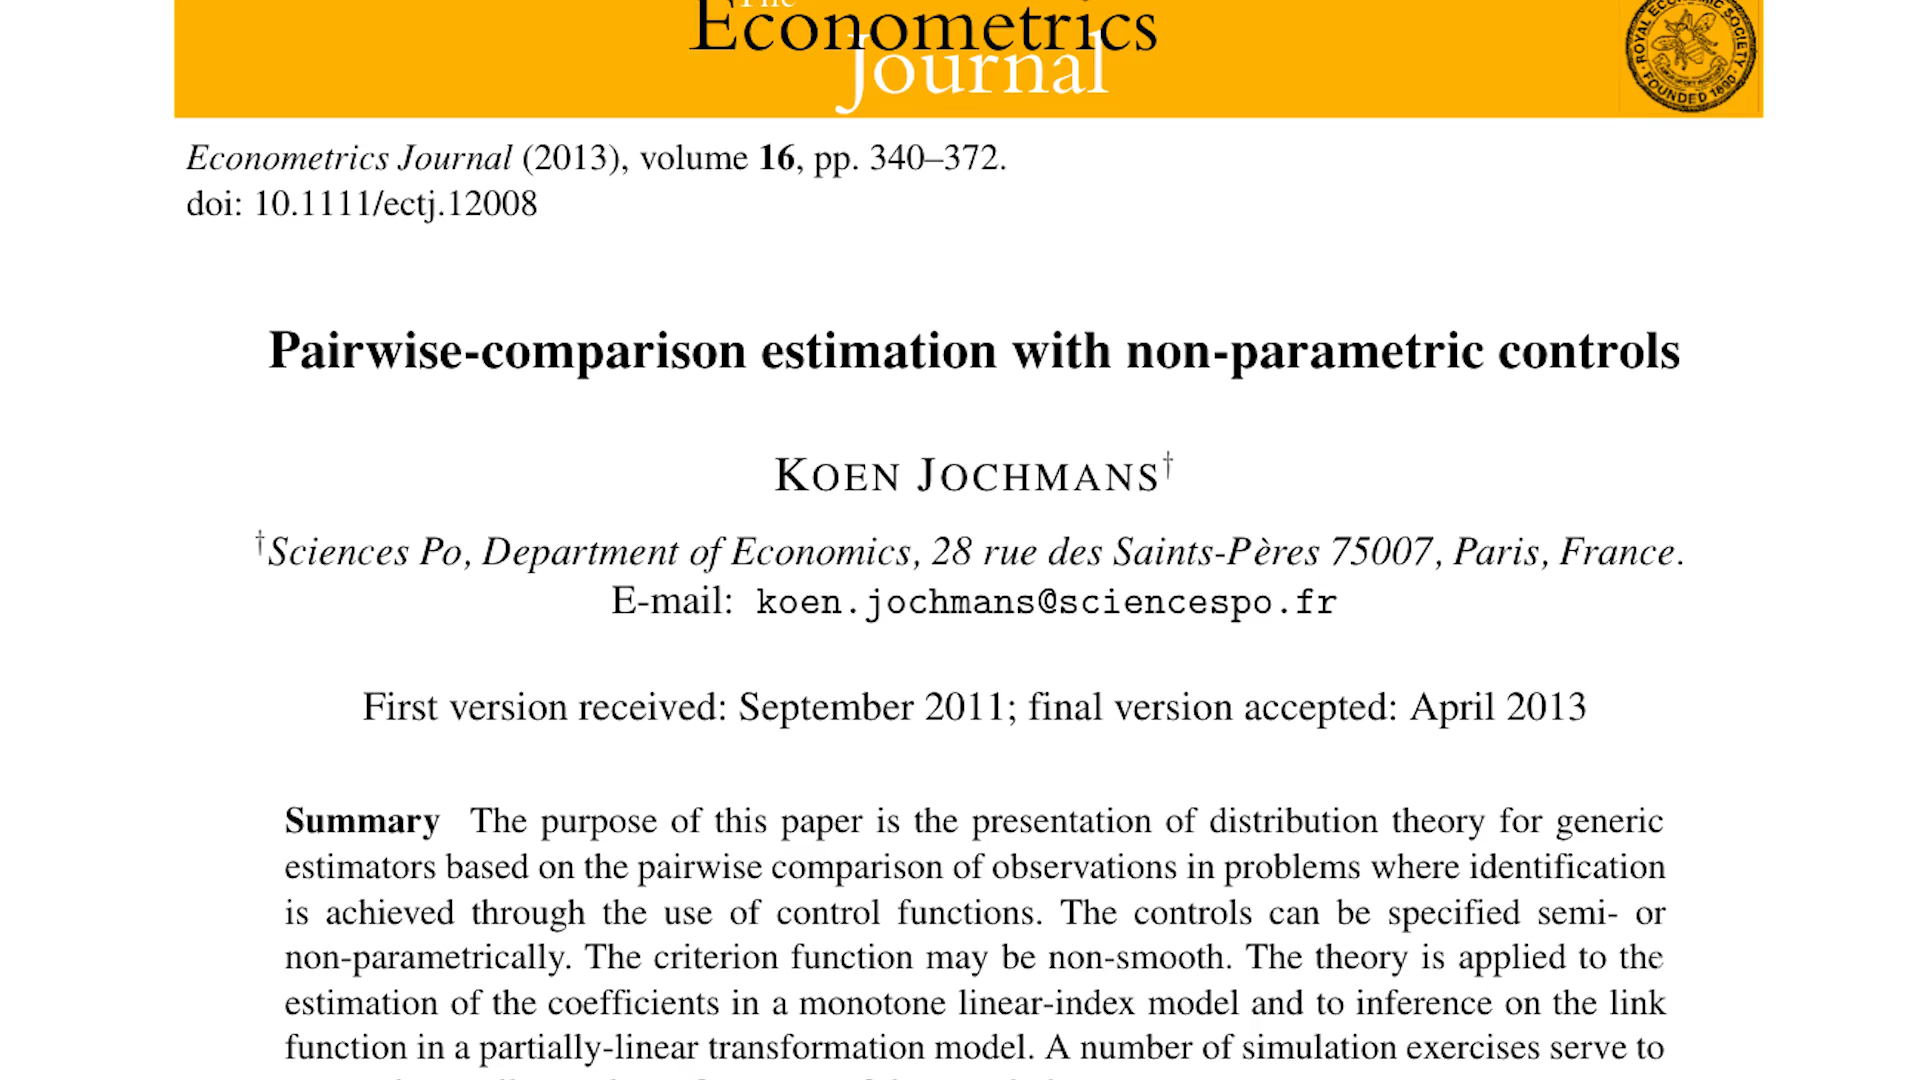 The
Econometrics
Journal
ROYAL ECONOMIC SOCIETY
FOUNDED 1890
Econometrics Journal (2013), volume 16, pp. 340–372.
doi: 10.1111/ectj.12008
Pairwise-comparison estimation with non-parametric controls
KOEN JOCHMANS†
†Sciences Po, Department of Economics, 28 rue des Saints-Pères 75007, Paris, France.
E-mail: koen.jochmans@sciencespo.fr
First version received: September 2011; final version accepted: April 2013
Summary The purpose of this paper is the presentation of distribution theory for generic
estimators based on the pairwise comparison of observations in problems where identification
is achieved through the use of control functions. The controls can be specified semi- or
non-parametrically. The criterion function may be non-smooth. The theory is applied to the
estimation of the coefficients in a monotone linear-index model and to inference on the link
function in a partially-linear transformation model. A number of simulation exercises serve to